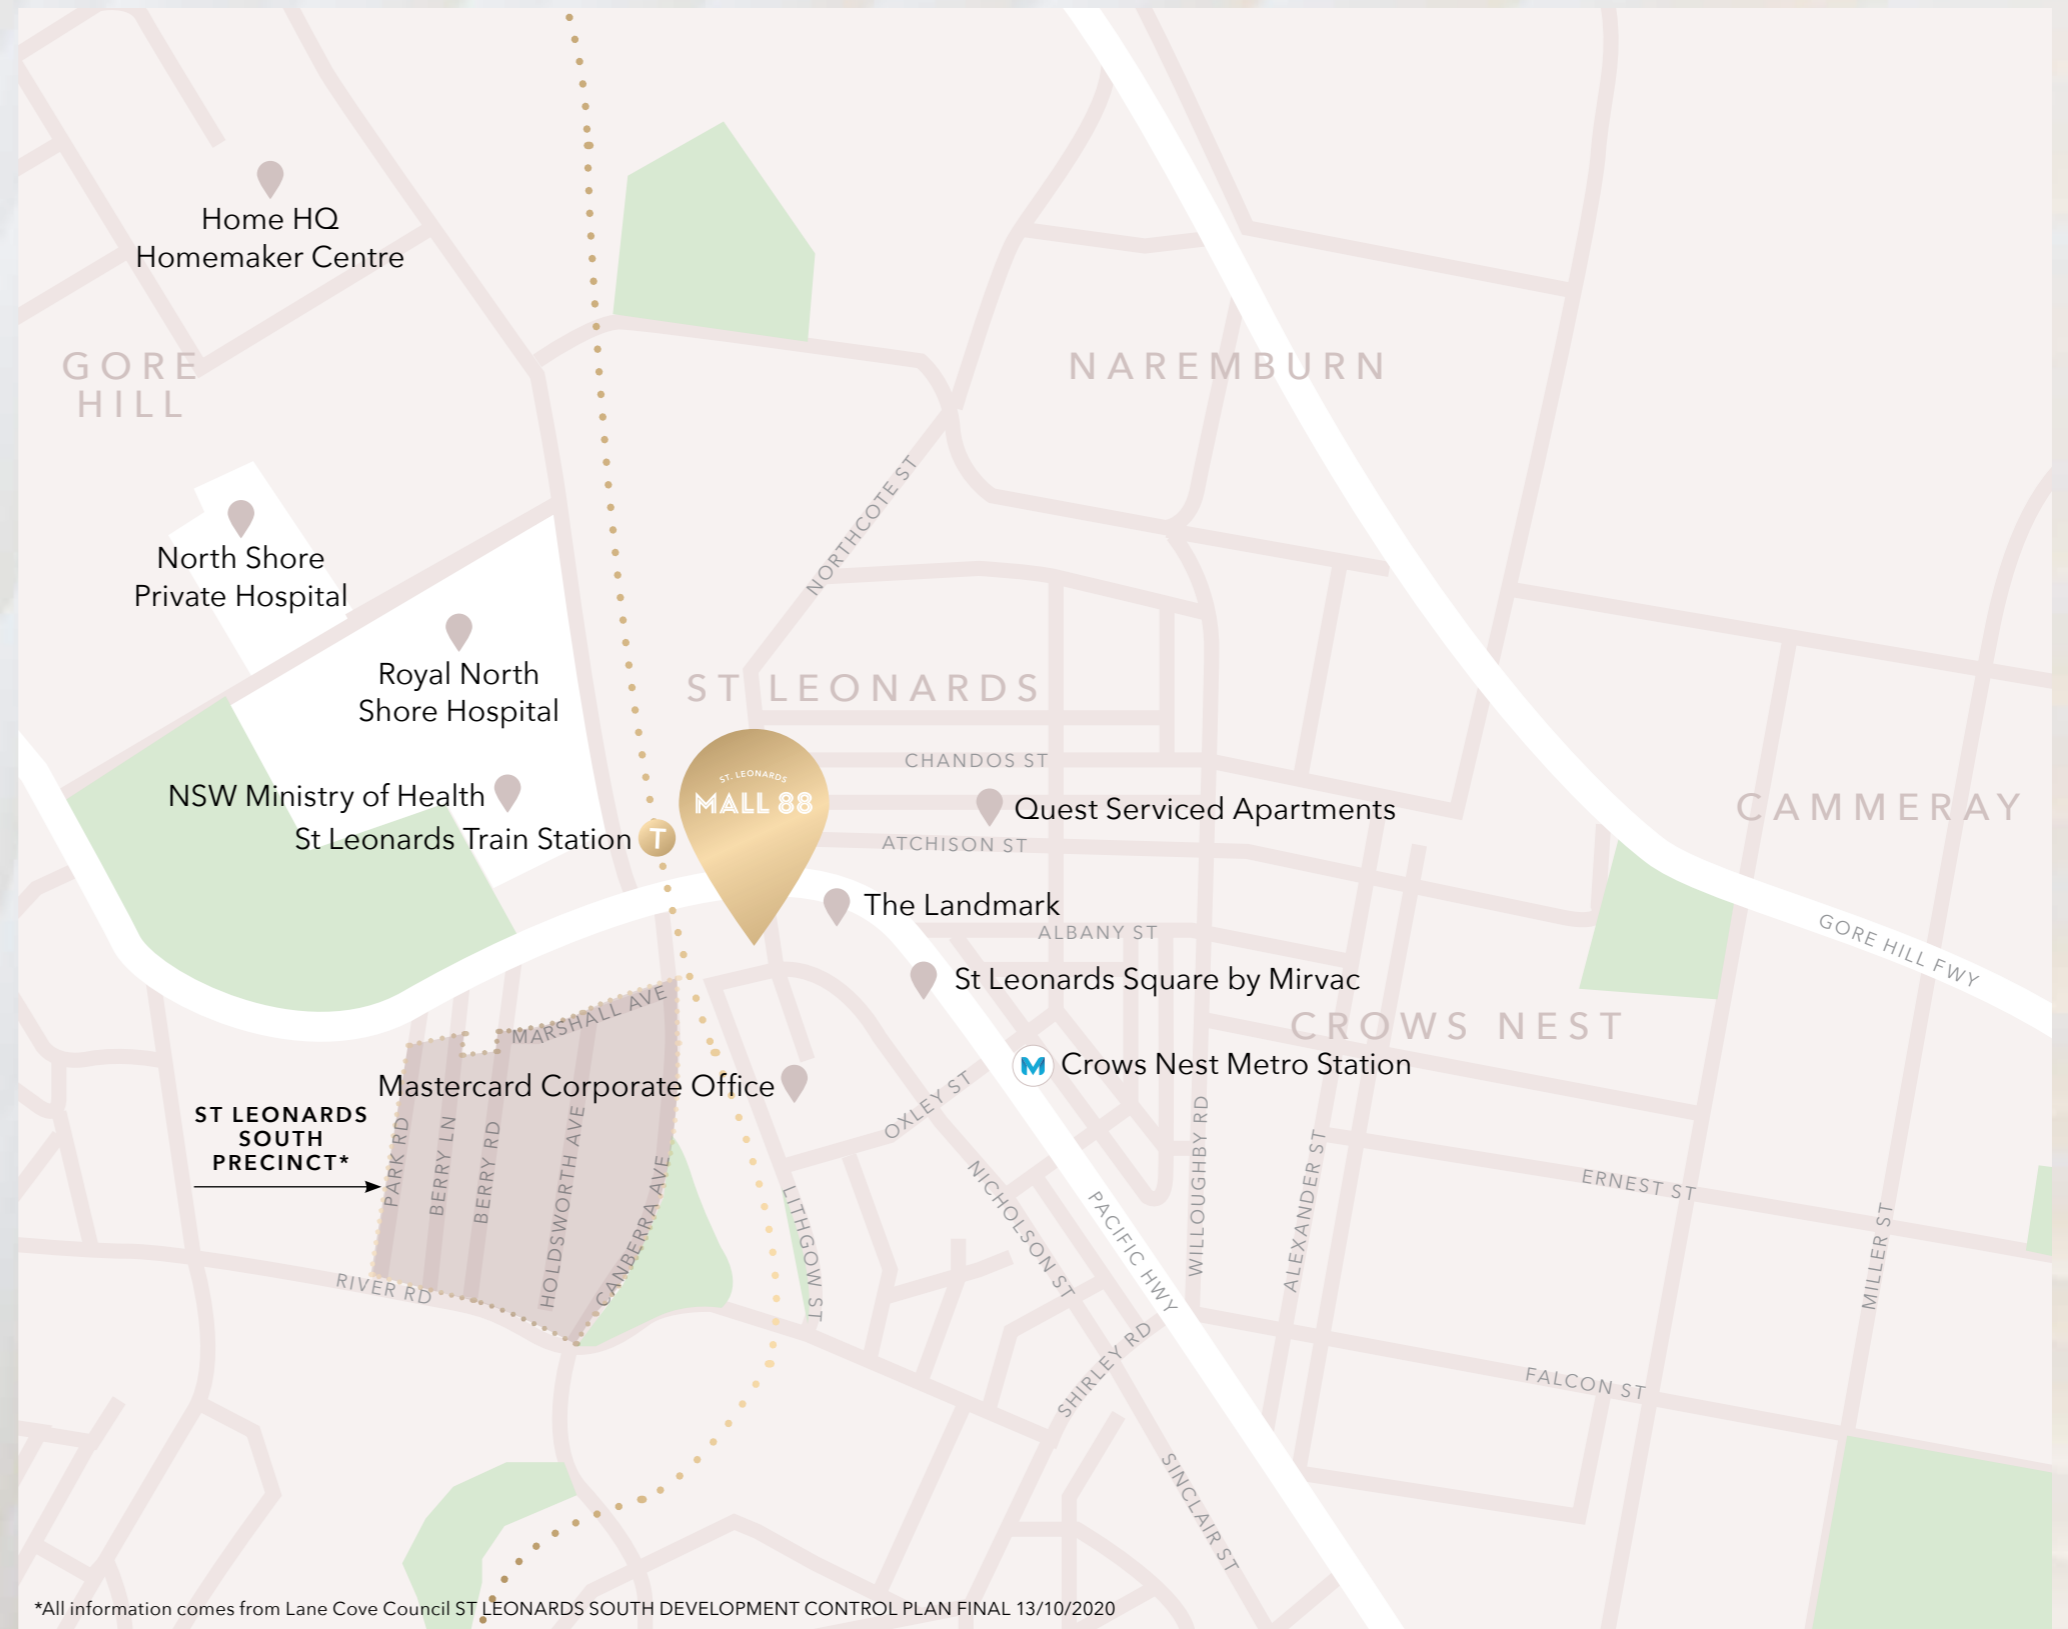 Home HQ
Homemaker Centre
GORE
HILL
NAREMBURN
NORTHCOTE ST
North Shore
Private Hospital
Royal North
Shore Hospital
ST LEONARDS
CHANDOS ST
ST. LEONARDS
MALL 88
NSW Ministry of Health
Quest Serviced Apartments
CAMMERAY
St Leonards Train Station
T
ATCHISON ST
The Landmark
ALBANY ST
GORE HILL FWY
St Leonards Square by Mirvac
MARSHALL AVE
CROWS NEST
M
Crows Nest Metro Station
Mastercard Corporate Office
OXLEY ST
ST LEONARDS
SOUTH
PRECINCT*
PARK RD
BERRY LN
BERRY RD
HOLDSWORTH AVE
CANBERRA AVE
LITHGOW ST
NICHOLSON ST
PACIFIC HWY
WILLOUGHBY RD
ALEXANDER ST
ERNEST ST
MILLER ST
RIVER RD
SHIRLEY RD
FALCON ST
SINCLAIR ST
*All information comes from Lane Cove Council ST LEONARDS SOUTH DEVELOPMENT CONTROL PLAN FINAL 13/10/2020